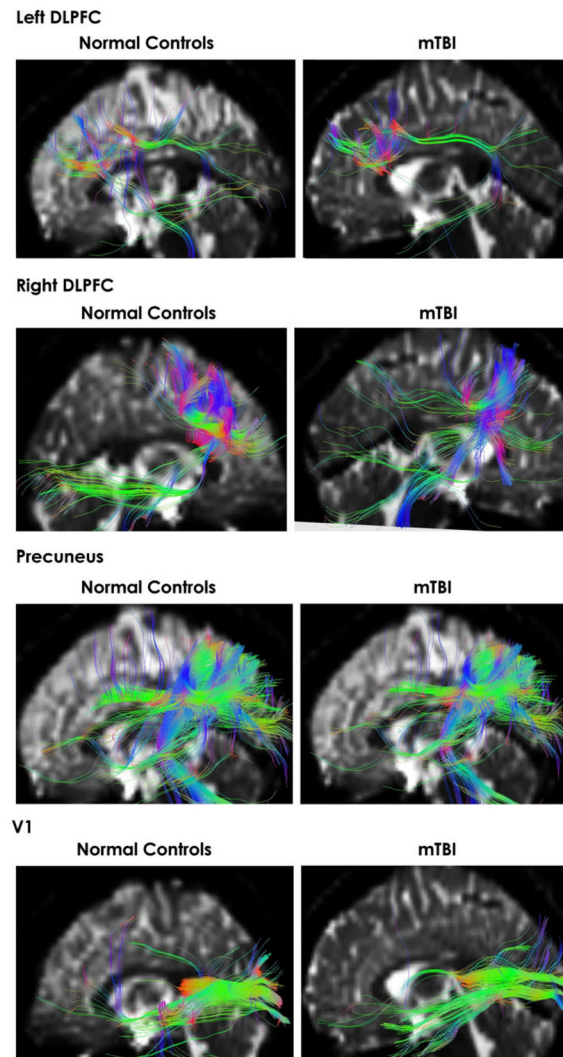 Left DLPFC
Normal Controls mTBI
Right DLPFC
Normal Controls mTBI
Precuneus
Normal Controls mTBI
V1
Normal Controls mTBI